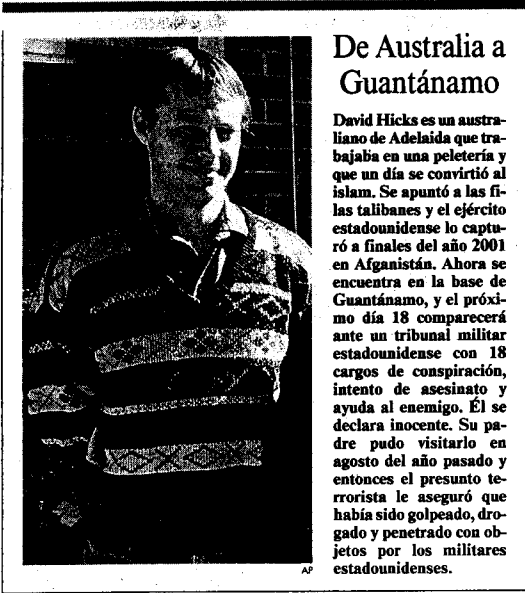 De Australia a
Guantánamo
David Hicks es un austra-
liano de Adelaida que tra-
bajaba en una peletería y
que un día se convirtió al
islam. Se apuntó a las fi-
las talibanes y el ejército
estadounidense lo captu-
ró a finales del año 2001
en Afganistán. Ahora se
encuentra en la base de
Guantánamo, y el próxi-
mo día 18 comparecerá
ante un tribunal militar
estadounidense con 18
cargos de conspiración,
intento de asesinato y
ayuda al enemigo. Él se
declara inocente. Su pa-
dre pudo visitarlo en
agosto del año pasado y
entonces el presunto te-
rrorista le aseguró que
había sido golpeado, dro-
gado y penetrado con ob-
jetos por los militares
estadounidenses.
AP